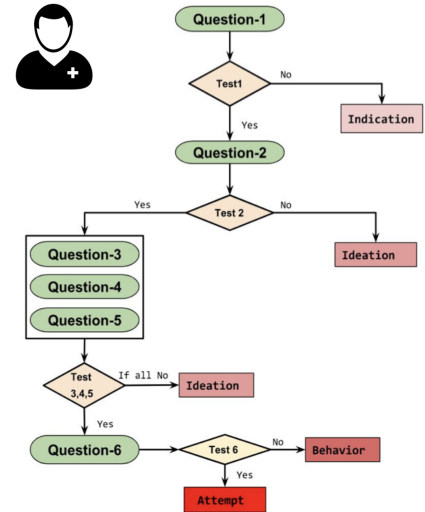 Question-1
Test1
No
Indication
Yes
Question-2
Yes
Test 2
No
Question-3
Ideation
Question-4
Question-5
Test
3,4,5
If all No
Ideation
Yes
Question-6
Test 6
No
Behavior
Yes
Attempt